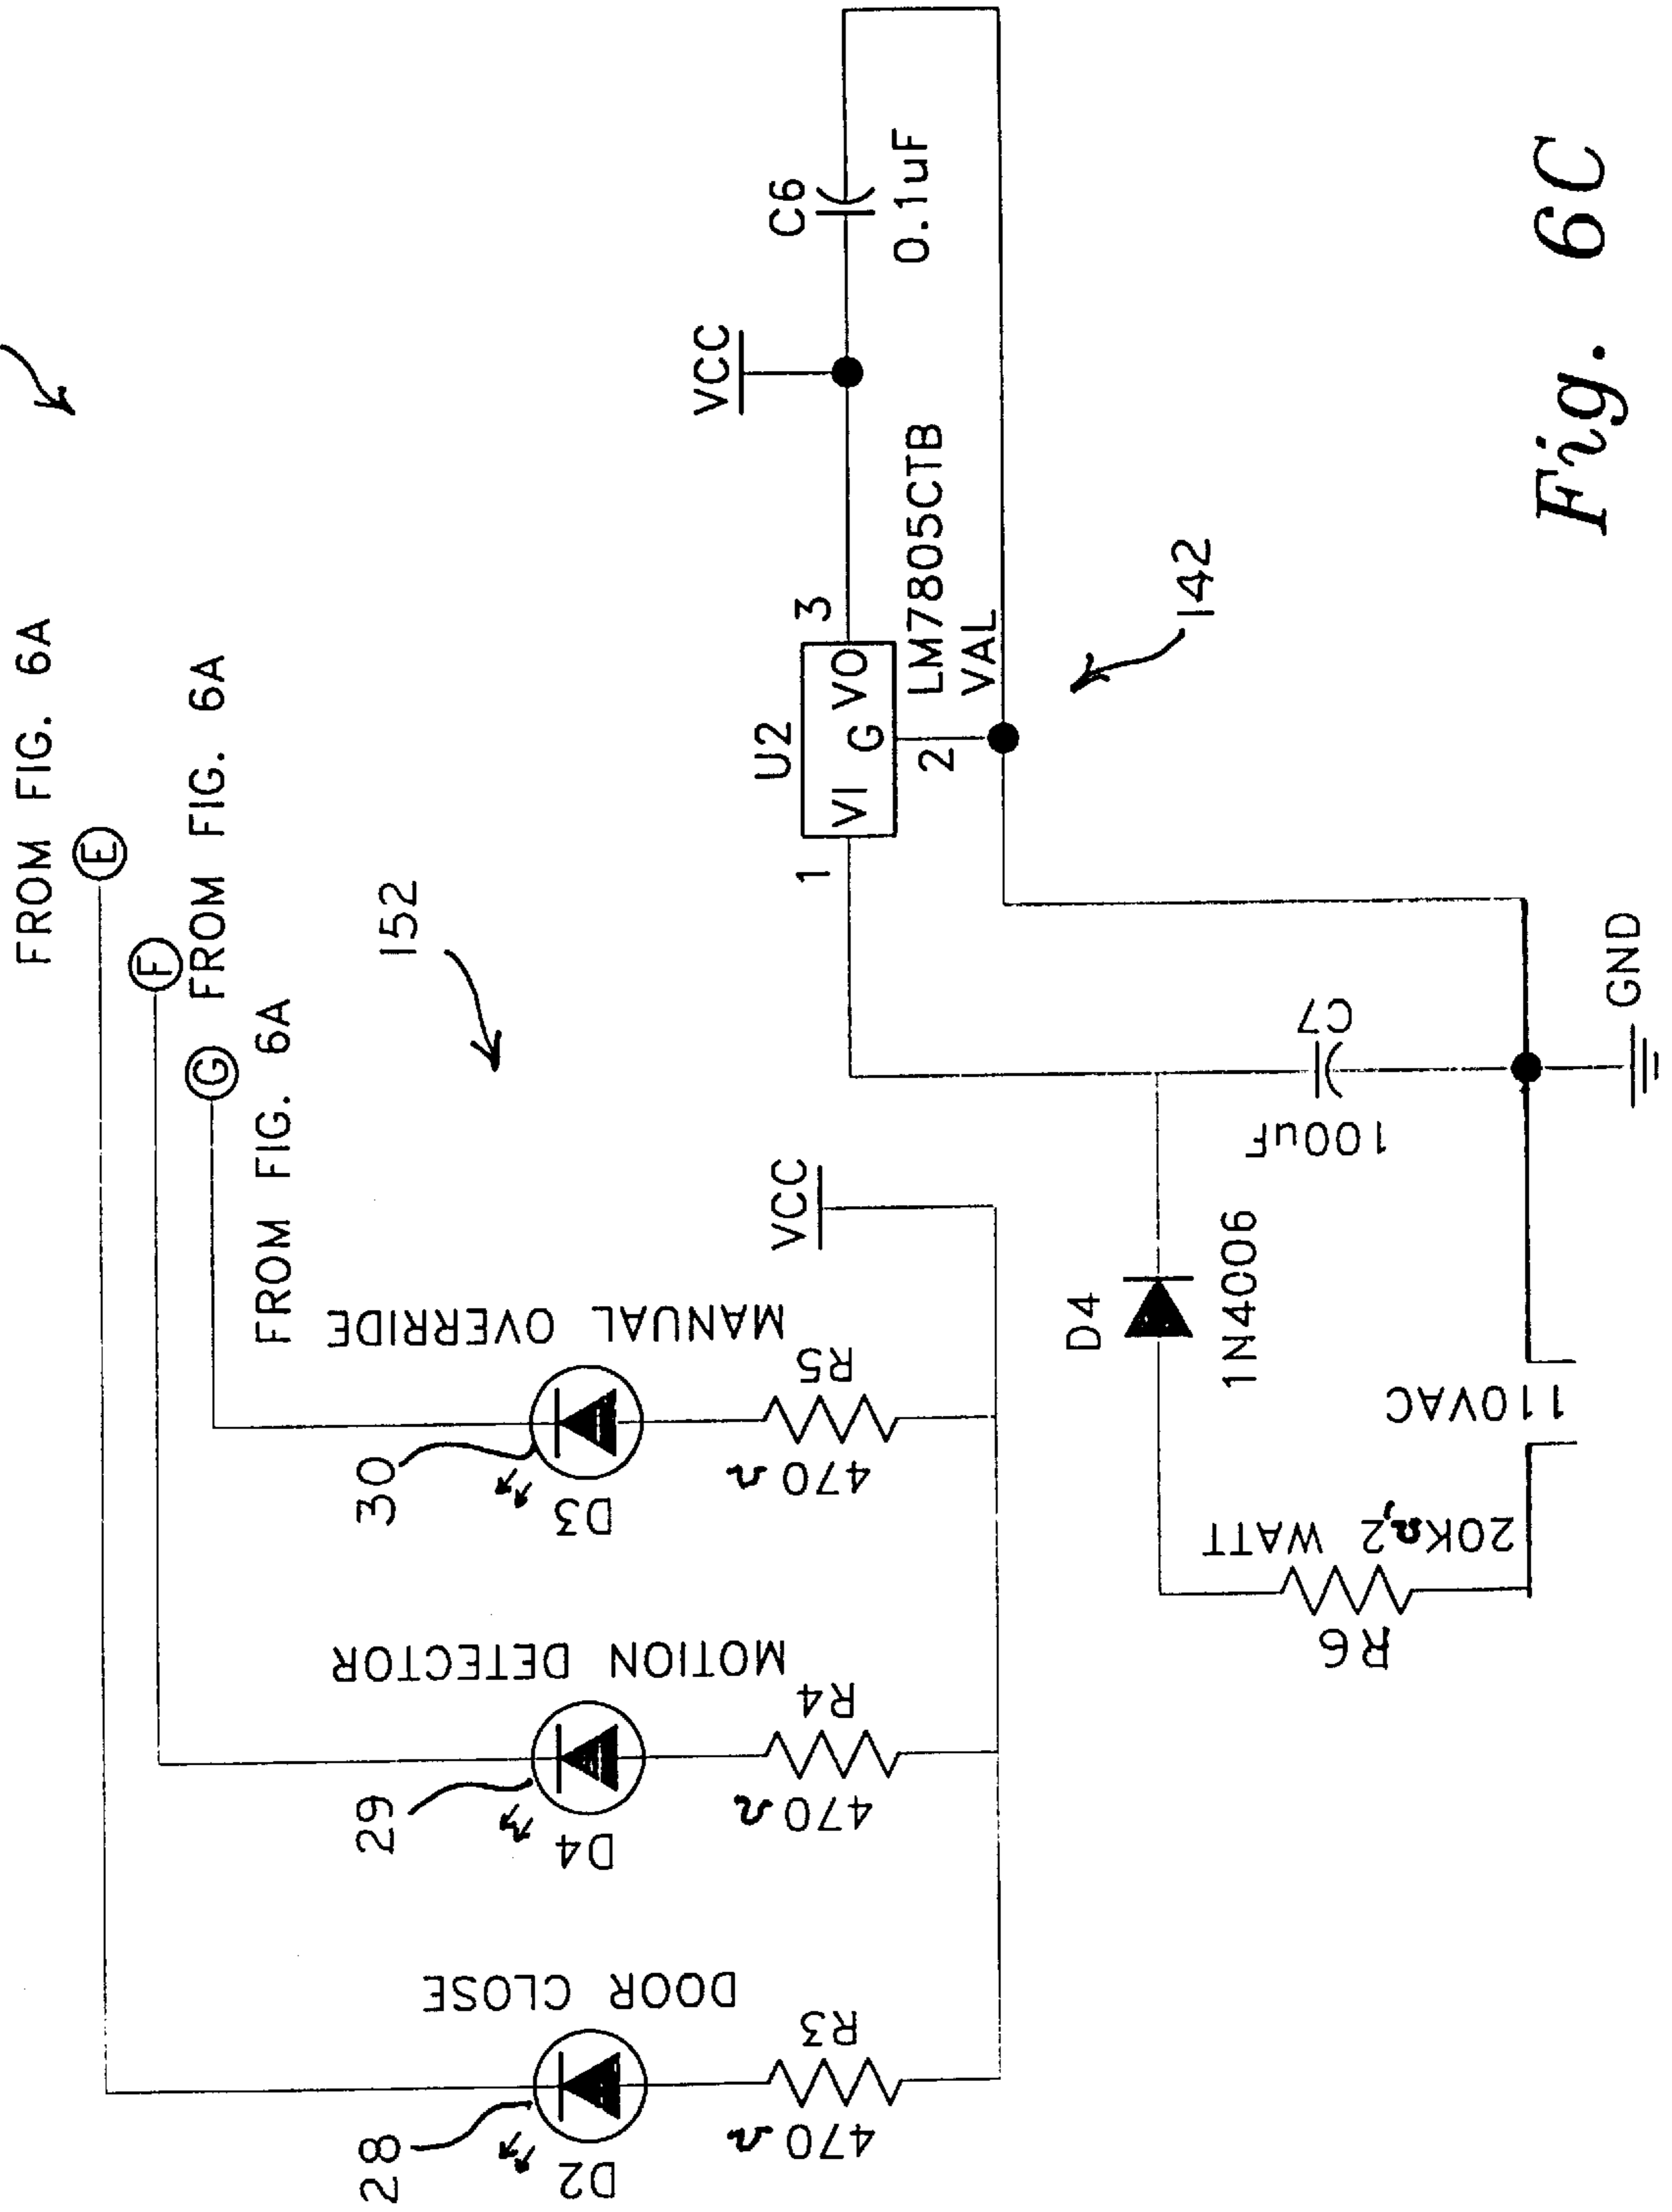 FROM FIG. 6A
E
F
FROM FIG. 6A
G
FROM FIG. 6A
152
28
D2
DOOR CLOSE
R3
470Ω
29
D4
MOTION DETECTOR
R4
470Ω
30
D3
MANUAL OVERRIDE
R5
470Ω
VCC
VCC
C6
0.1uF
U2
VI
G
VO
1
2
3
LM7805CTB
VAL
142
D4
1N4006
C7
100uF
R6
20KΩ,2 WATT
110VAC
GND
Fig. 6C